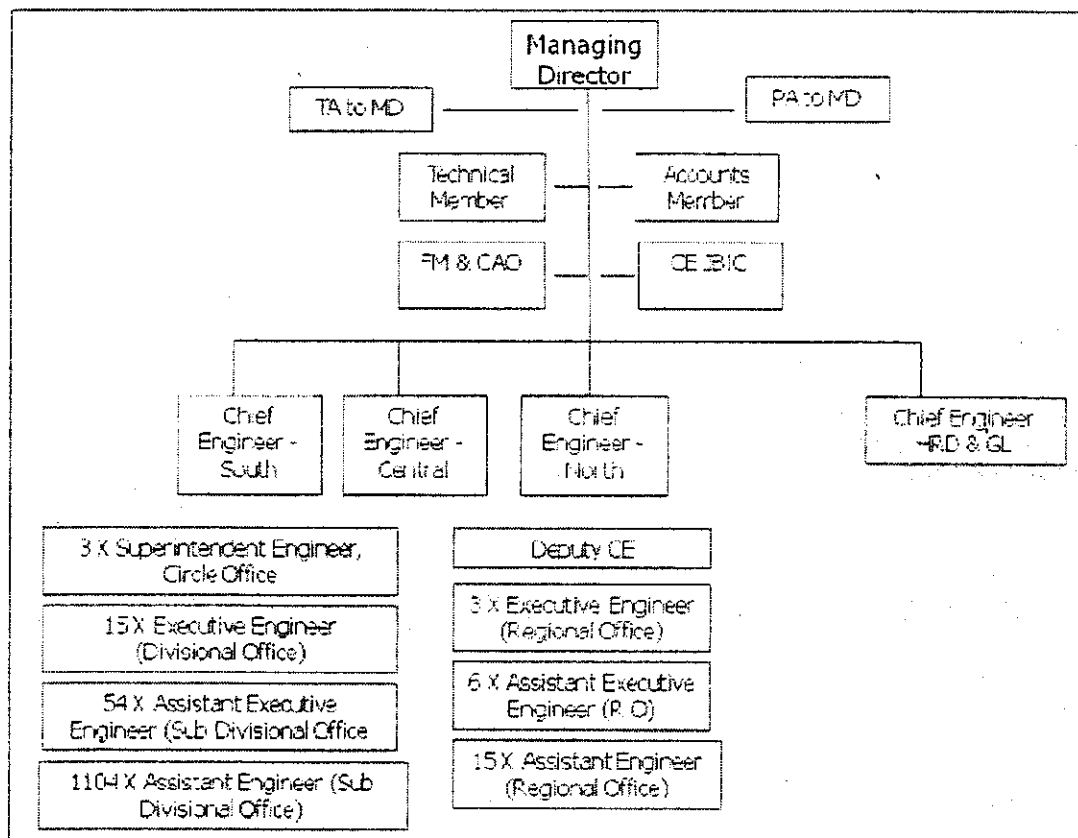 Managing
Director
TA to MD
PA to MD
Technical
Member
Accounts
Member
FM & CAO
CE
Chief
Engineer -
South
Chief
Engineer -
Central
Chief
Engineer -
North
Chief Engineer
HRD & GL
3 X Superintendent Engineer,
Circle Office
15 X Executive Engineer
(Divisional Office)
54 X Assistant Executive
Engineer (Sub Divisional Office
1104 X Assistant Engineer (Sub
Divisional Office)
Deputy CE
3 X Executive Engineer
(Regional Office)
6 X Assistant Executive
Engineer (R.O)
15 X Assistant Engineer
(Regional Office)